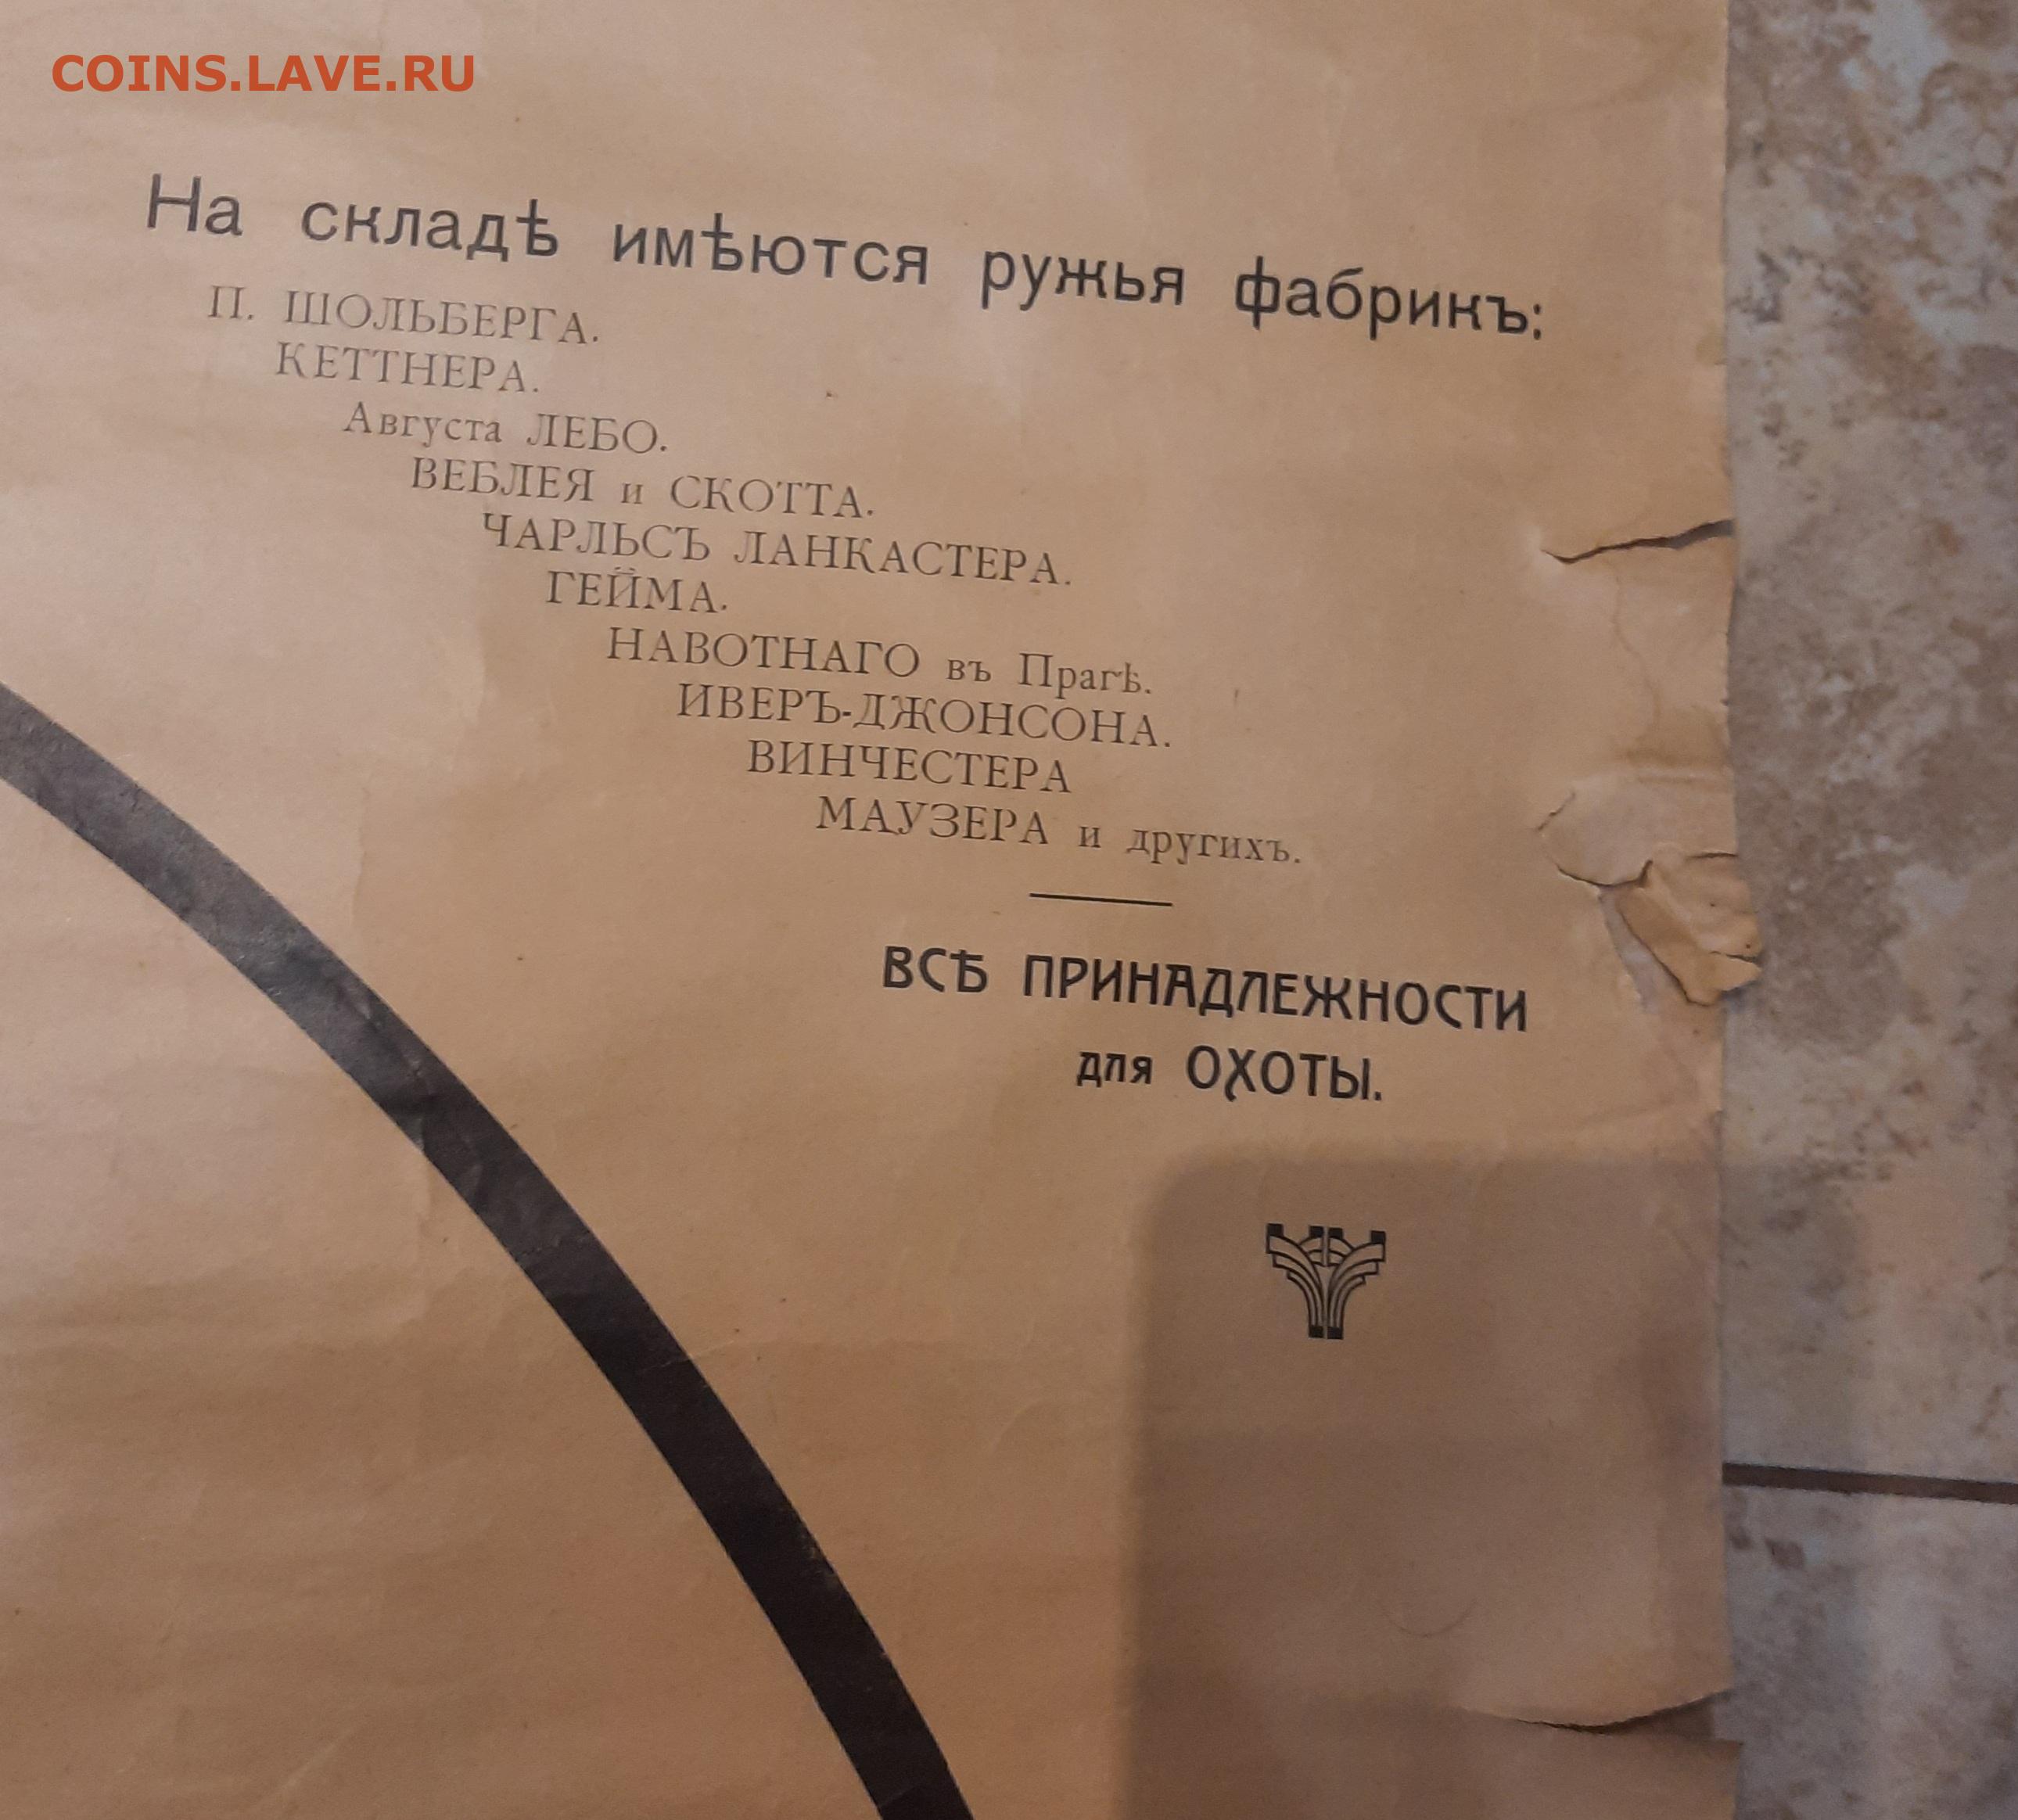 COINS.LAVE.RU
На складѣ имѣются ружья фабрикъ:
П. ШОЛЬБЕРГА.
КЕТТНЕРА.
Августа ЛЕБО.
ВЕБЛЕЯ и СКОТТА.
ЧАРЛЬСЪ ЛАНКАСТЕРА.
ГЕЙМА.
НАВОТНАГО въ Прагѣ.
ИВЕРЪ-ДЖОНСОНА.
ВИНЧЕСТЕРА
МАУЗЕРА и другихъ.
ВСѢ ПРИНАДЛЕЖНОСТИ
для ОХОТЫ.